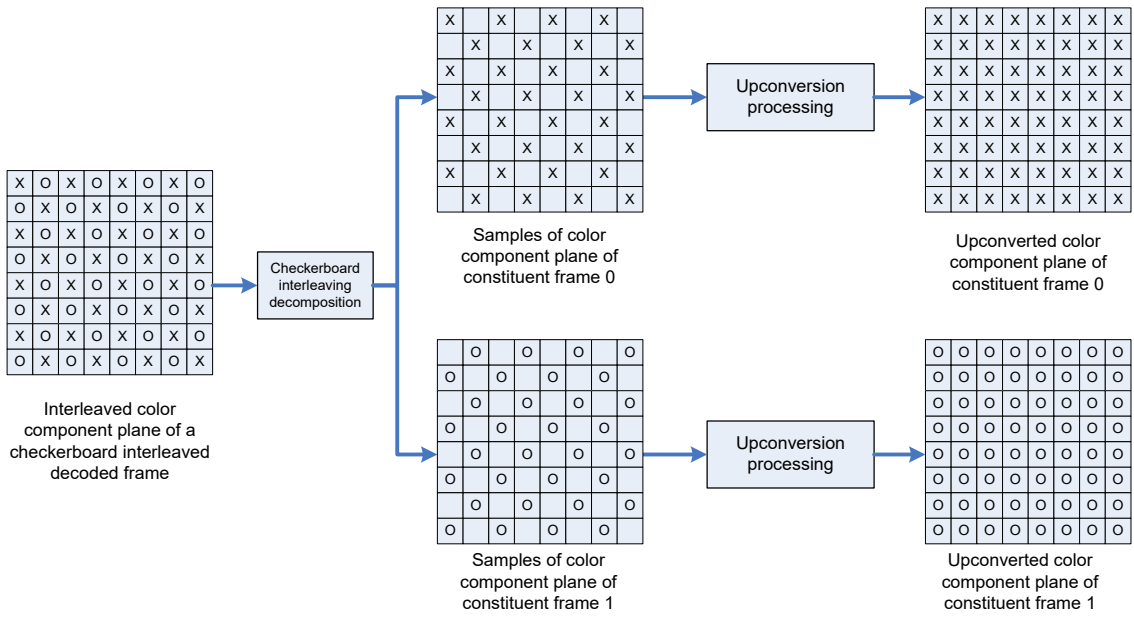 X O X O X O X O
O X O X O X O X
X O X O X O X O
O X O X O X O X
X O X O X O X O
O X O X O X O X
X O X O X O X O
O X O X O X O X
Interleaved color
component plane of a
checkerboard interleaved
decoded frame
Checkerboard
interleaving
decomposition
X X X X
X X X X
X X X X
X X X X
X X X X
X X X X
X X X X
X X X X
Samples of color
component plane of
constituent frame 0
Upconversion
processing
X X X X X X X X
X X X X X X X X
X X X X X X X X
X X X X X X X X
X X X X X X X X
X X X X X X X X
X X X X X X X X
X X X X X X X X
Upconverted color
component plane of
constituent frame 0
O O O O
O O O O
O O O O
O O O O
O O O O
O O O O
O O O O
O O O O
Samples of color
component plane of
constituent frame 1
Upconversion
processing
O O O O O O O O
O O O O O O O O
O O O O O O O O
O O O O O O O O
O O O O O O O O
O O O O O O O O
O O O O O O O O
O O O O O O O O
Upconverted color
component plane of
constituent frame 1